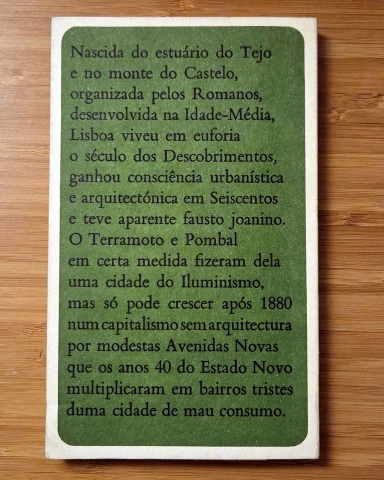 Nascida do estuário do Tejo
e no monte do Castelo,
organizada pelos Romanos,
desenvolvida na Idade-Média,
Lisboa viveu em euforia
o século dos Descobrimentos,
ganhou consciência urbanística
e arquitectónica em Seiscentos
e teve aparente fausto joanino.
O Terramoto e Pombal
em certa medida fizeram dela
uma cidade do Iluminismo,
mas só pode crescer após 1880
num capitalismo sem arquitectura
por modestas Avenidas Novas
que os anos 40 do Estado Novo
multiplicaram em bairros tristes
duma cidade de mau consumo.